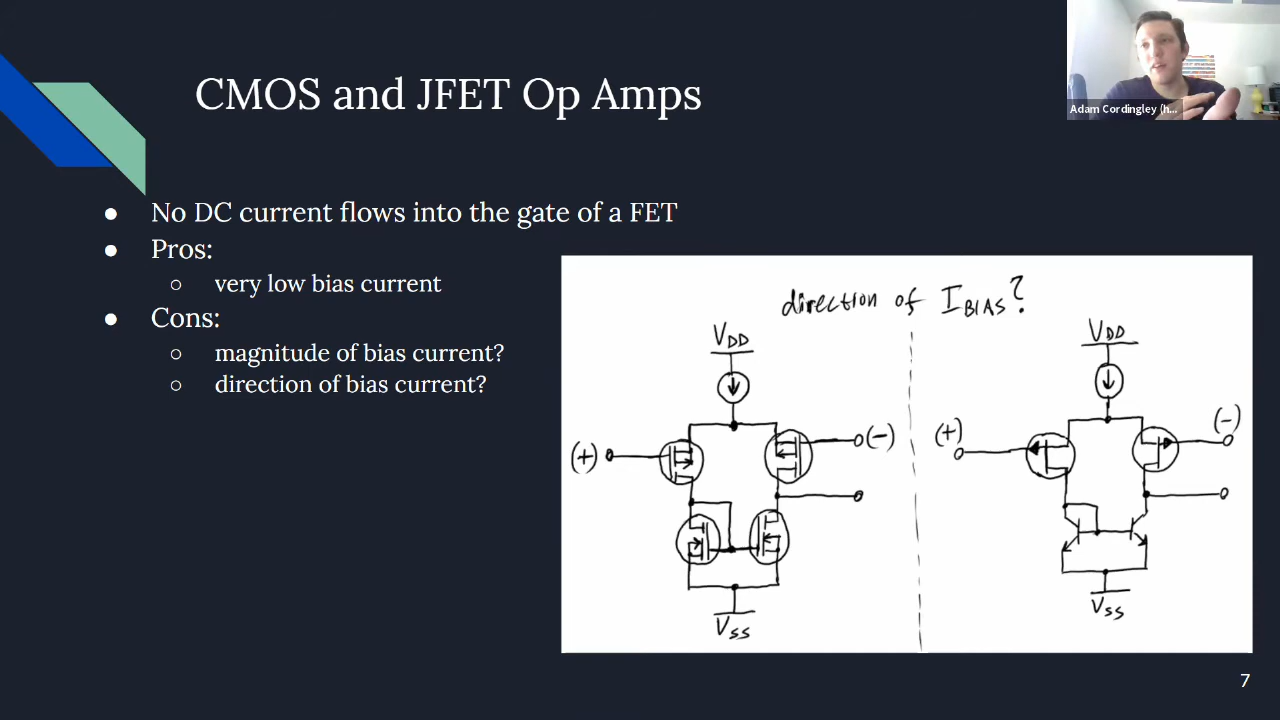 CMOS and JFET Op Amps
Adam Cordingley (h...
● No DC current flows into the gate of a FET
● Pros:
○ very low bias current
● Cons:
○ magnitude of bias current?
○ direction of bias current?
direction of IBIAS?
VDD
VDD
(+)
(-)
(+)
(-)
VSS
VSS
7